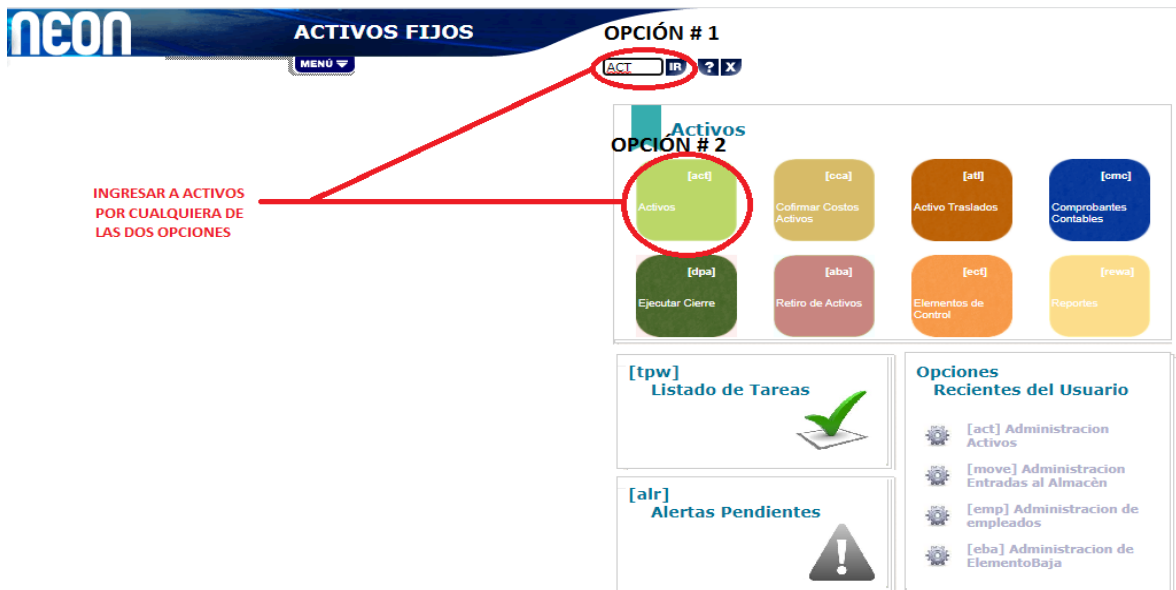 neon
ACTIVOS FIJOS
OPCIÓN # 1
MENÚ
ACT
IR
? X
Activos
OPCIÓN # 2
[act]
Activos
[cca]
Cofirmar Costos
Activos
[atl]
Activo Traslados
[cmc]
Comprobantes
Contables
INGRESAR A ACTIVOS
POR CUALQUIERA DE
LAS DOS OPCIONES
[dpa]
Ejecutar Cierre
[aba]
Retiro de Activos
[ect]
Elementos de
Control
[rewa]
Reportes
[tpw]
Listado de Tareas
Opciones
Recientes del Usuario
[act] Administracion
Activos
[move] Administracion
Entradas al Almacèn
[emp] Administracion de
empleados
[eba] Administracion de
ElementoBaja
[alr]
Alertas Pendientes